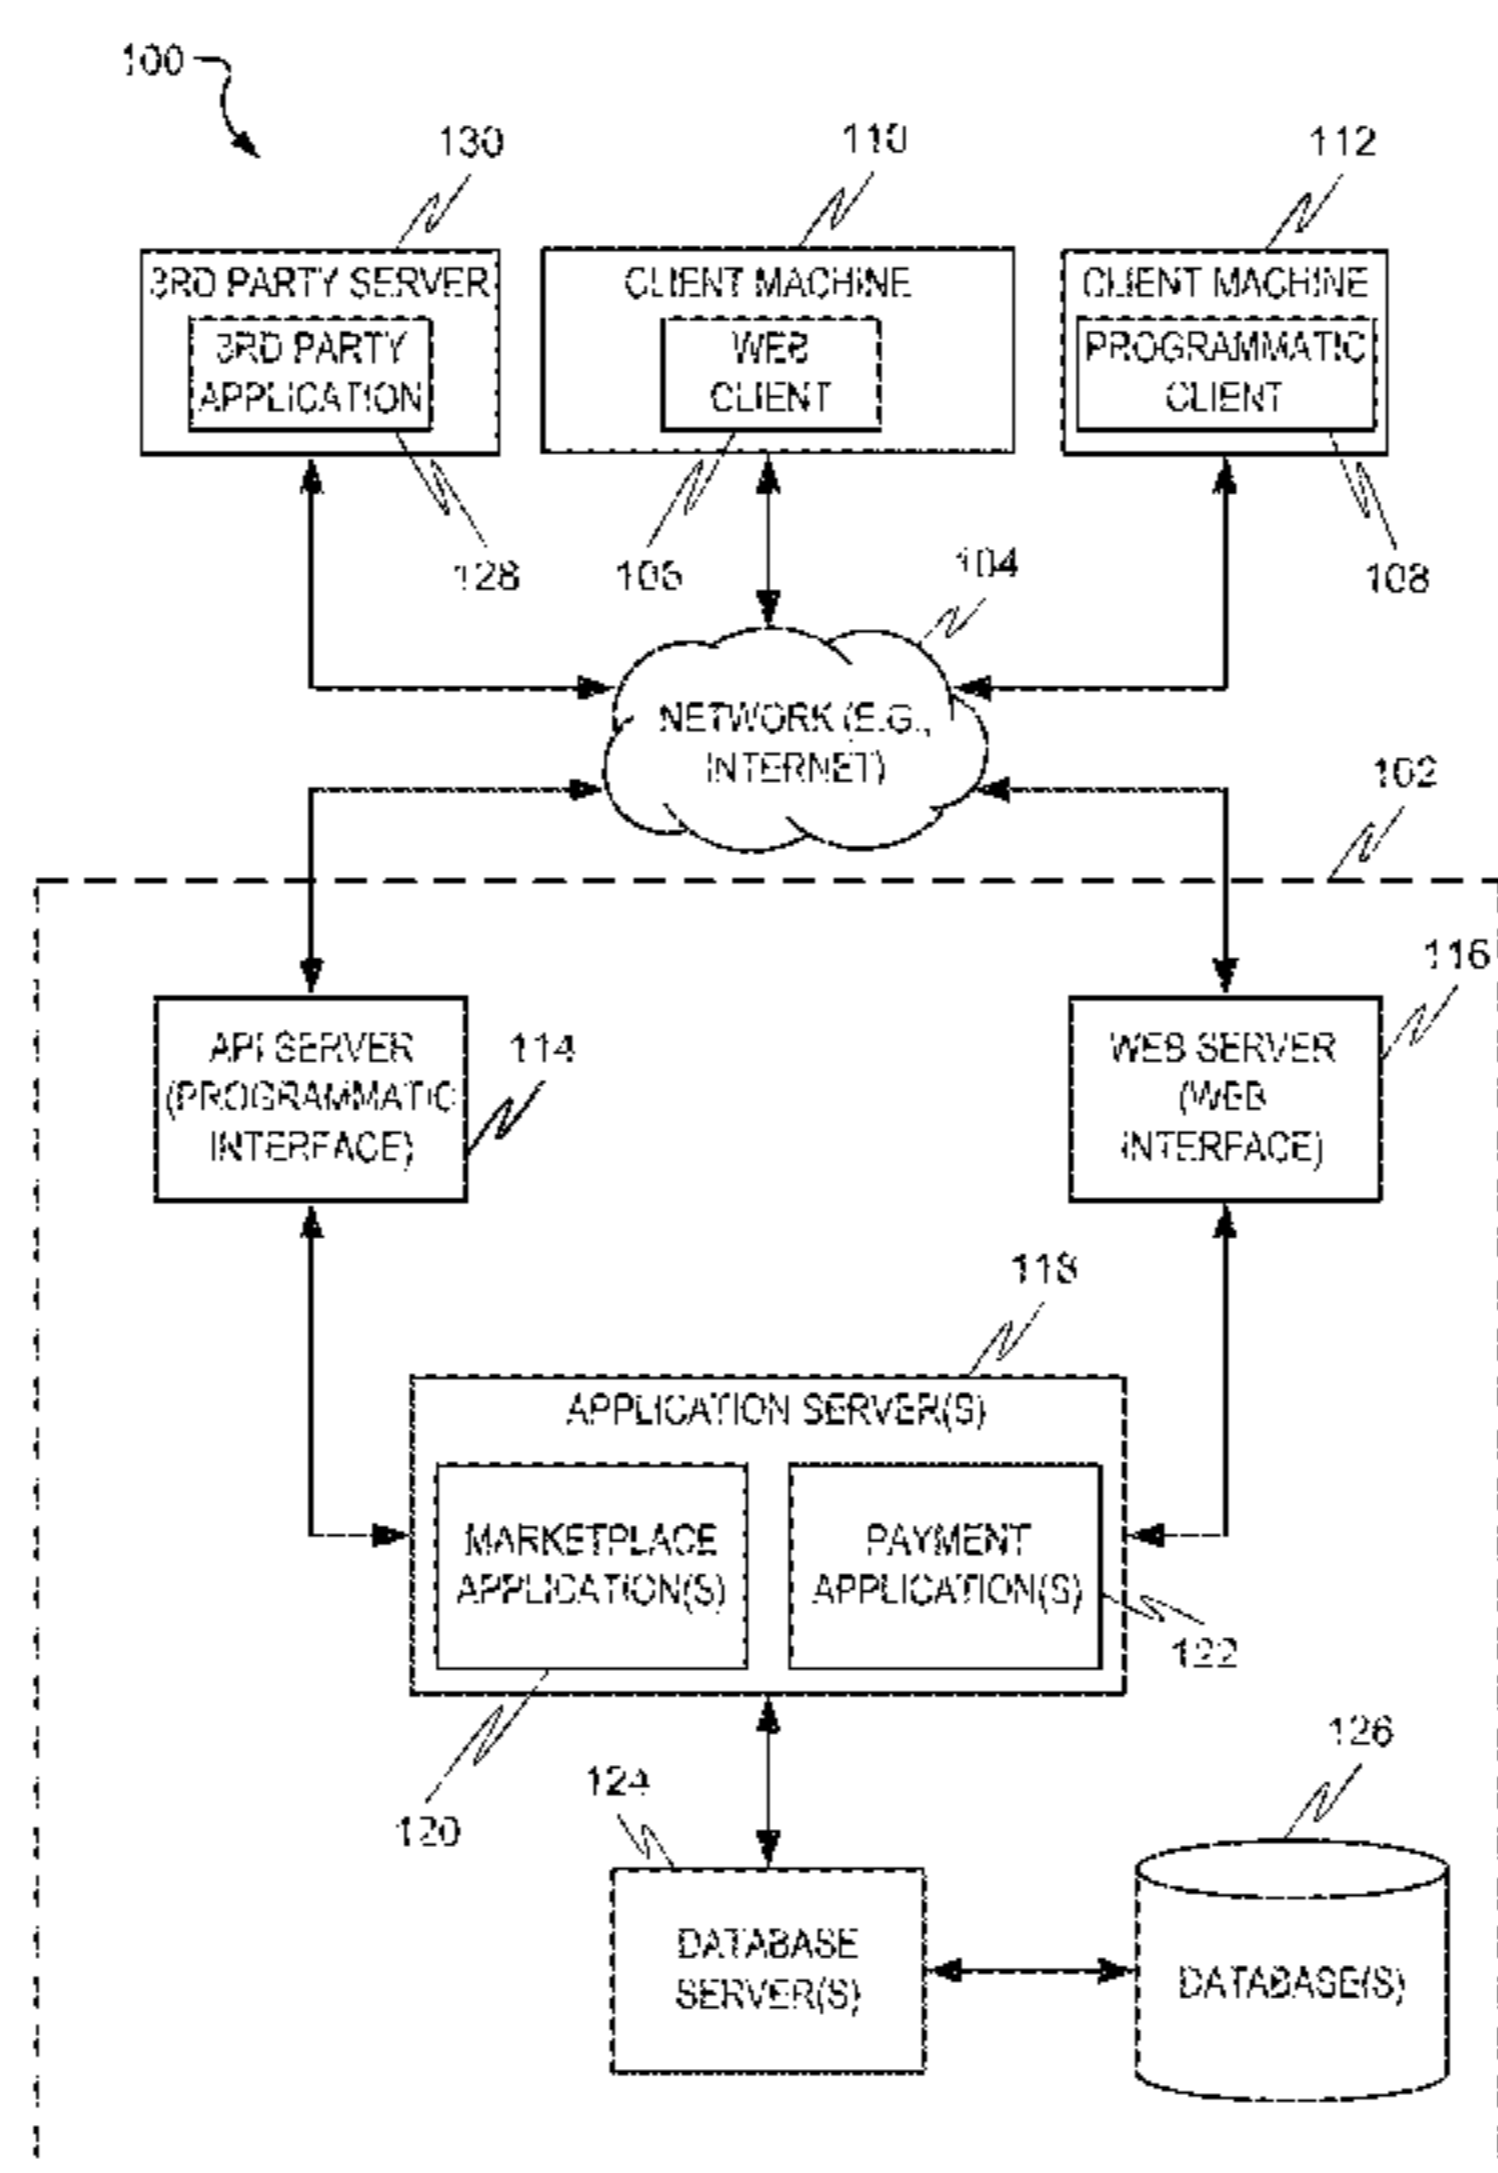 100
130
110
112
3RD PARTY SERVER
3RD PARTY
APPLICATION
CLIENT MACHINE
WEB
CLIENT
CLIENT MACHINE
PROGRAMMATIC
CLIENT
128
106
104
108
NETWORK (E.G.,
INTERNET)
102
116
API SERVER
(PROGRAMMATIC
INTERFACE)
114
WEB SERVER
(WEB
INTERFACE)
118
APPLICATION SERVER(S)
MARKETPLACE
APPLICATION(S)
PAYMENT
APPLICATION(S)
122
120
124
126
DATABASE
SERVER(S)
DATABASE(S)